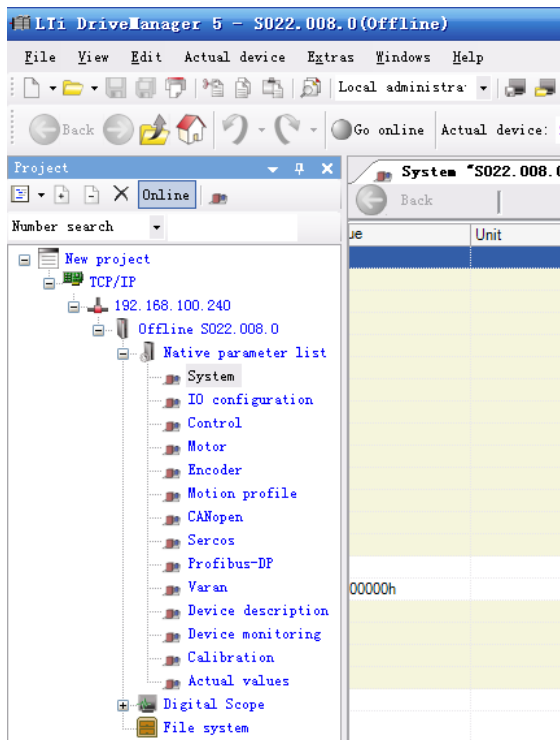 LTi DriveManager 5 - S022.008.0(Offline)
File View Edit Actual device Extras Windows Help
Local administra
Back Go online Actual device:
Project
System "S022.008.0
Online
Back
Number search
ue Unit
New project
TCP/IP
192.168.100.240
Offline S022.008.0
Native parameter list
System
IO configuration
Control
Motor
Encoder
Motion profile
CANopen
Sercos
Profibus-DP
Varan
00000h
Device description
Device monitoring
Calibration
Actual values
Digital Scope
File system